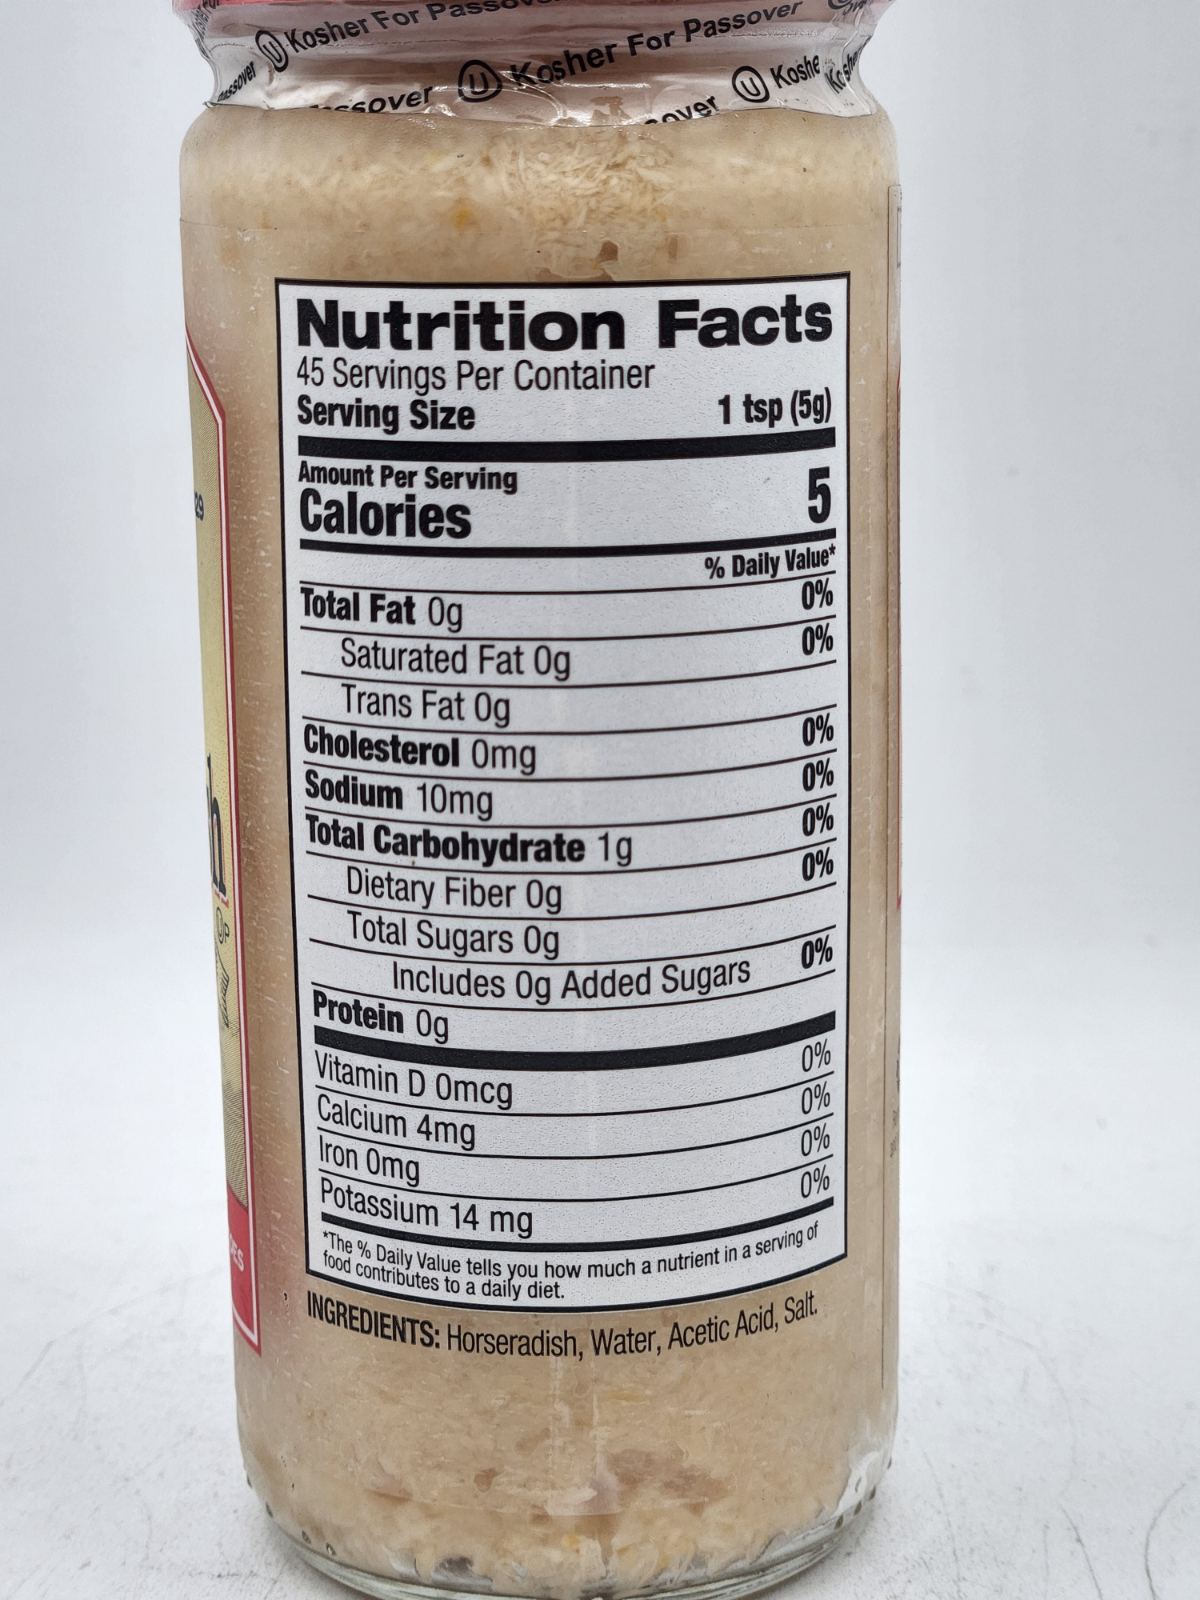 Kosher For Passover
Kosher For Passover
Passover
Passover
Koshe
Nutrition Facts
45 Servings Per Container
Serving Size 1 tsp (5g)
Amount Per Serving
Calories 5
% Daily Value*
Total Fat 0g 0%
Saturated Fat 0g 0%
Trans Fat 0g
Cholesterol 0mg 0%
Sodium 10mg 0%
Total Carbohydrate 1g 0%
Dietary Fiber 0g 0%
Total Sugars 0g
Includes 0g Added Sugars 0%
Protein 0g
Vitamin D 0mcg 0%
Calcium 4mg 0%
Iron 0mg 0%
Potassium 14 mg 0%
*The % Daily Value tells you how much a nutrient in a serving of
food contributes to a daily diet.
INGREDIENTS: Horseradish, Water, Acetic Acid, Salt.